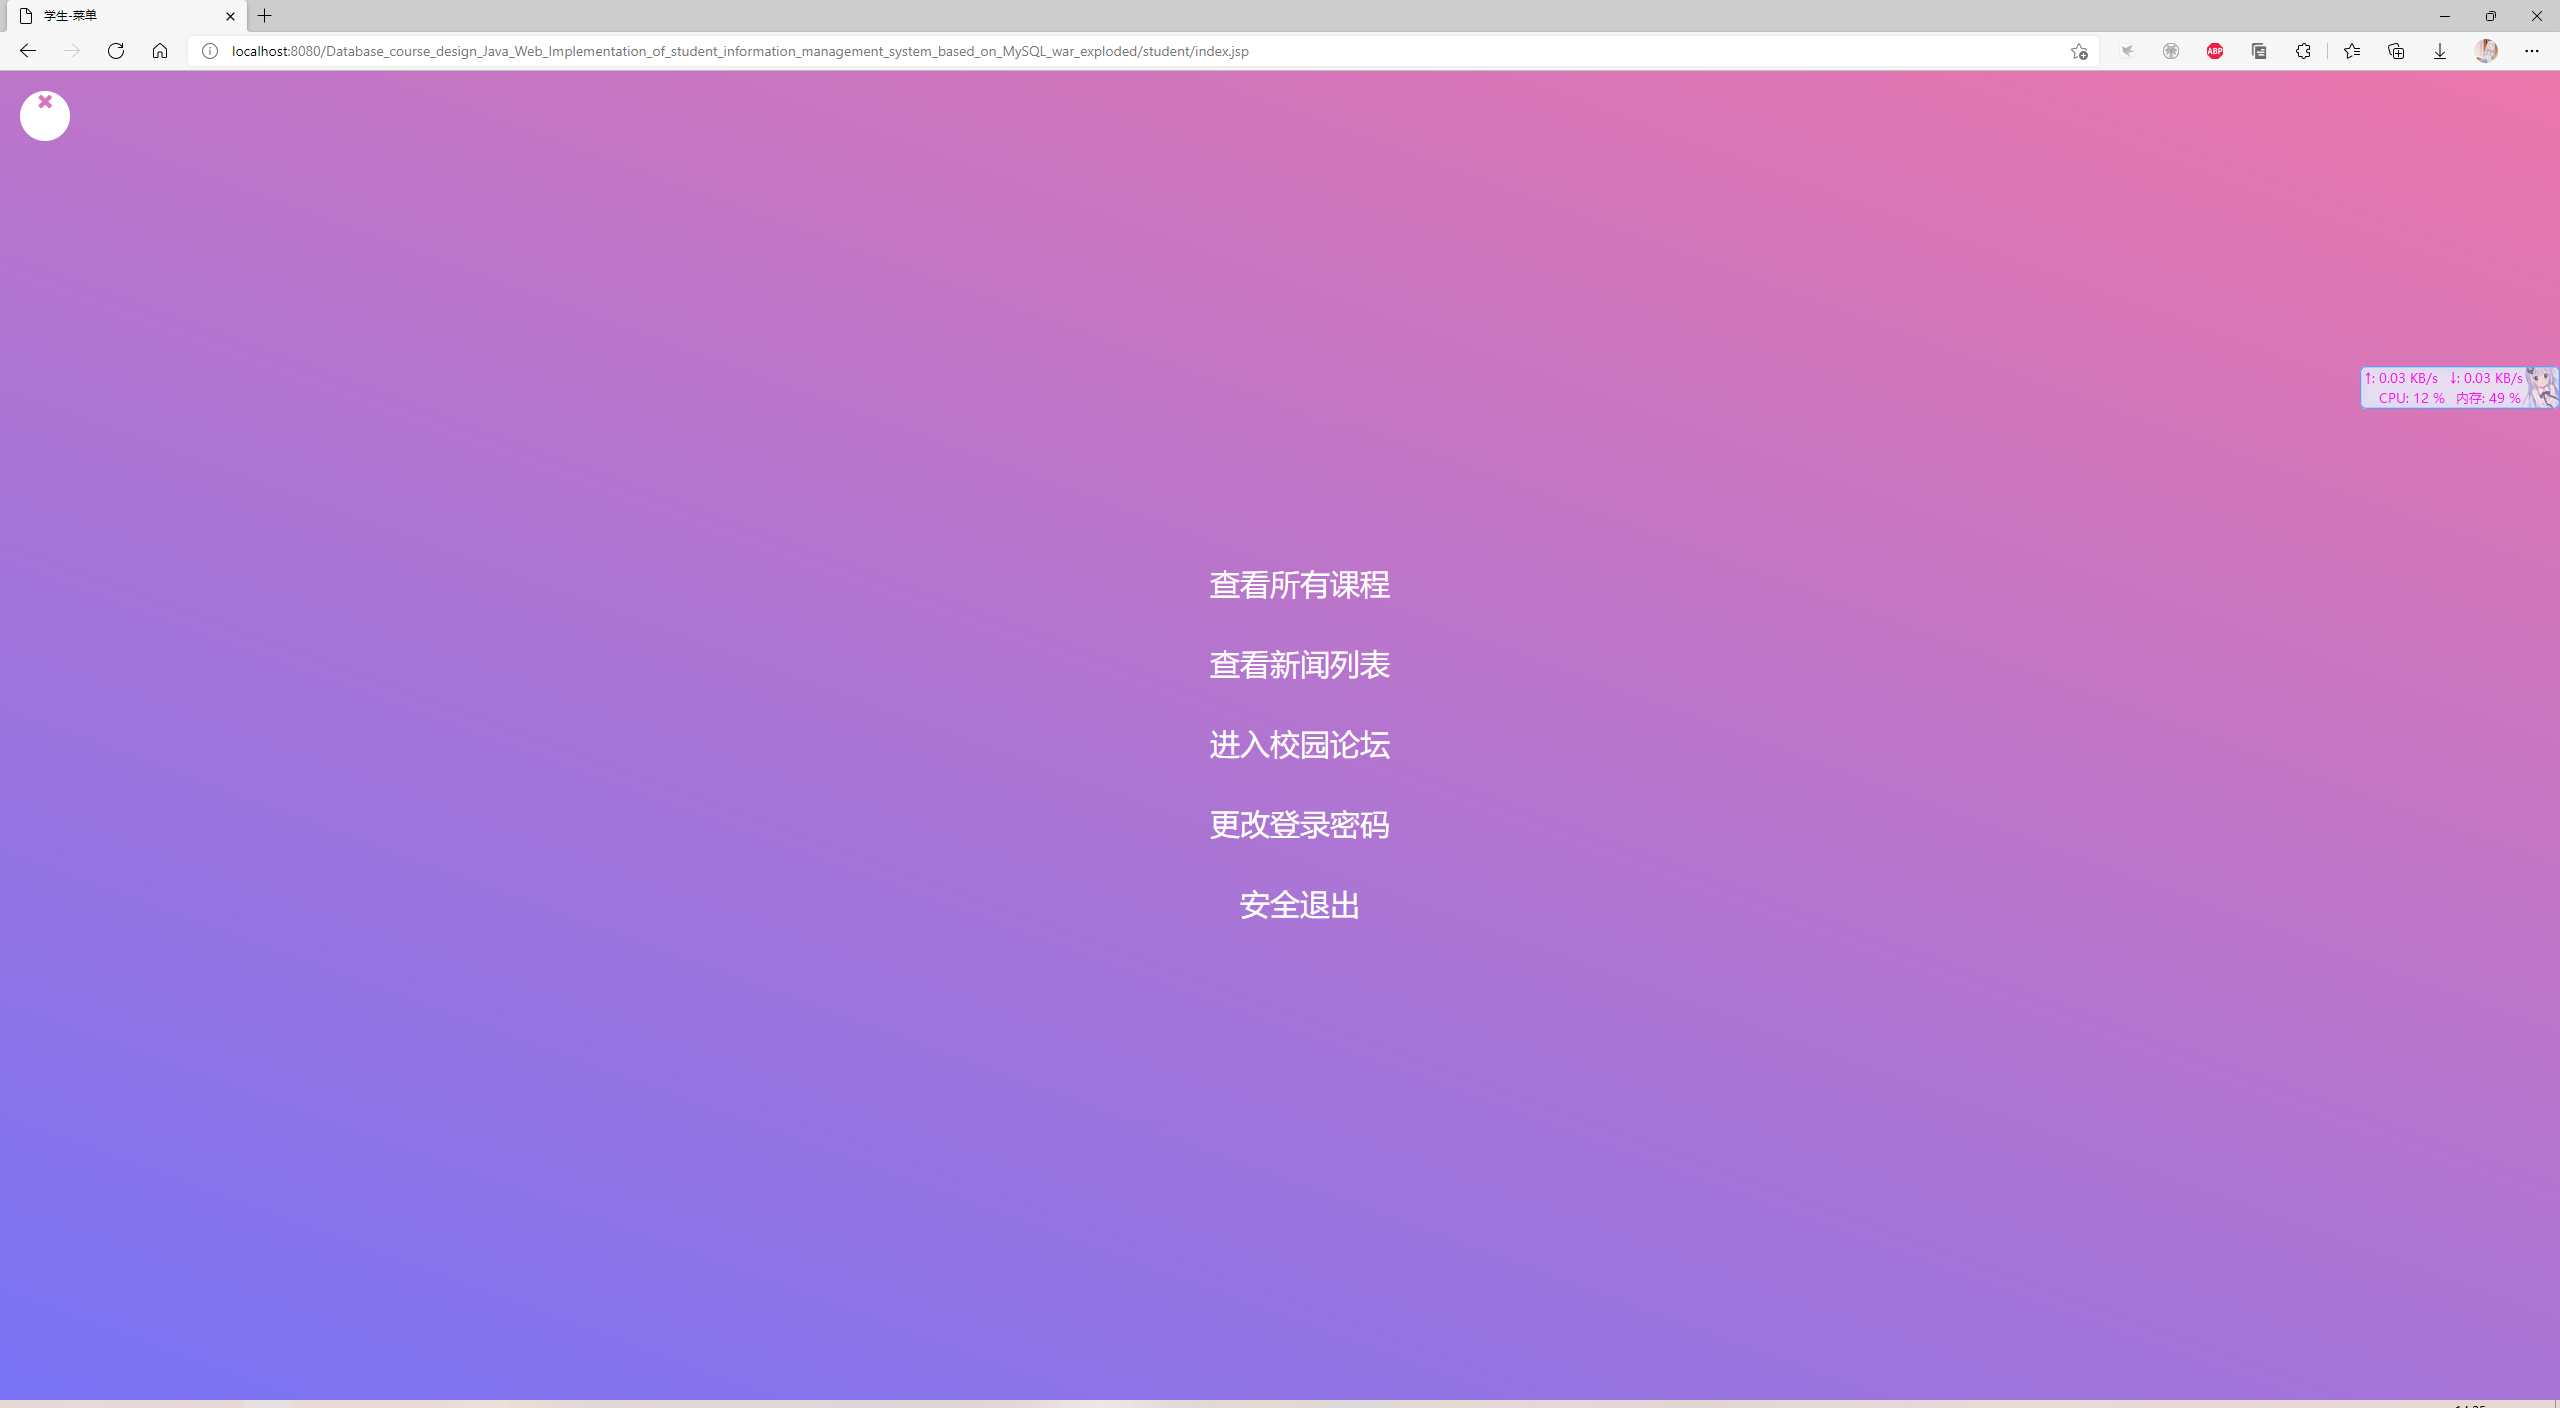 学生-菜单
localhost:8080/Database_course_design_Java_Web_Implementation_of_student_information_management_system_based_on_MySQL_war_exploded/student/index.jsp
ABP
↑: 0.03 KB/s ↓: 0.03 KB/s
CPU: 12 % 内存: 49 %
查看所有课程
查看新闻列表
进入校园论坛
更改登录密码
安全退出